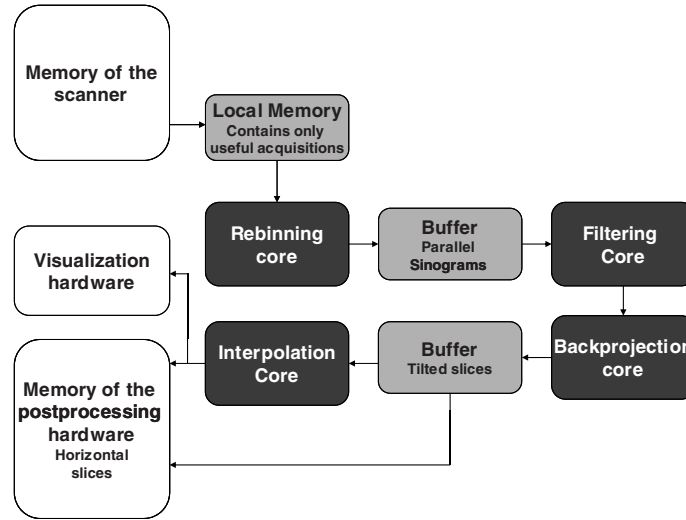 Memory of the
scanner
Local Memory
Contains only
useful acquisitions
Rebinning
core
Buffer
Parallel
Sinograms
Filtering
Core
Visualization
hardware
Interpolation
Core
Buffer
Tilted slices
Backprojection
core
Memory of the
postprocessing
hardware
Horizontal
slices